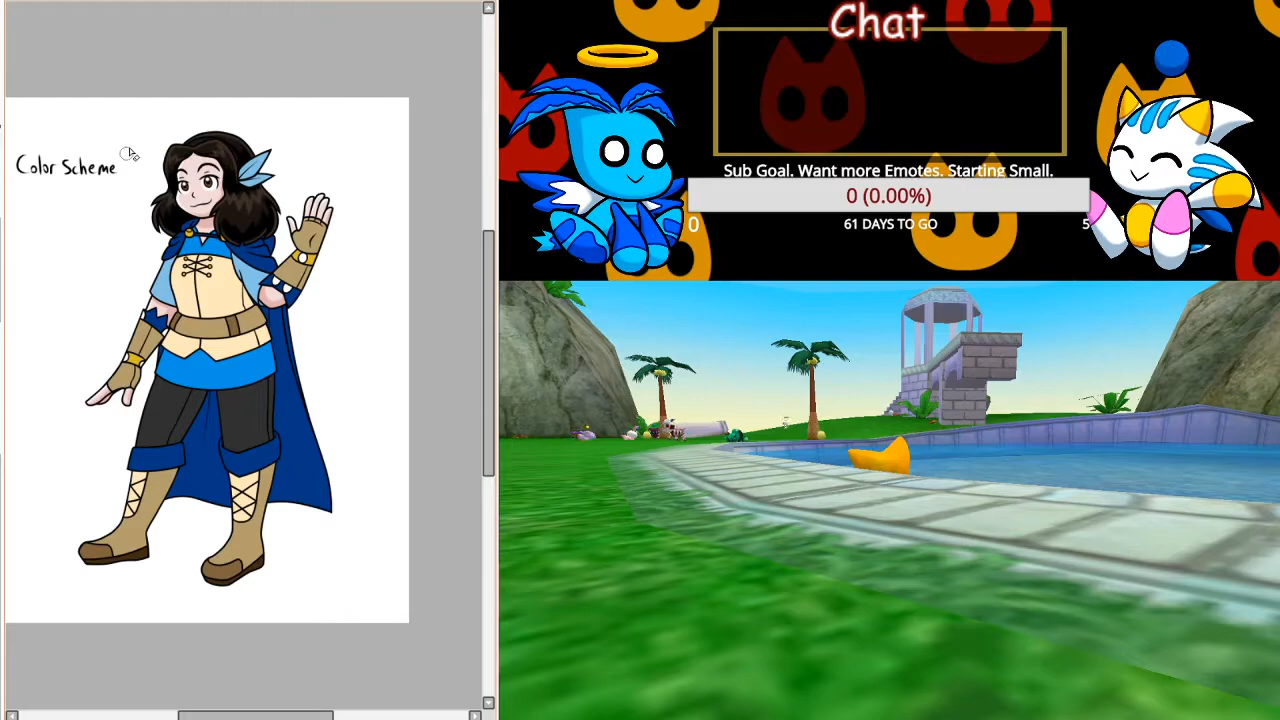 Color Scheme
Chat
Sub Goal. Want more Emotes. Starting Small.
0 (0.00%)
0 61 DAYS TO GO 5